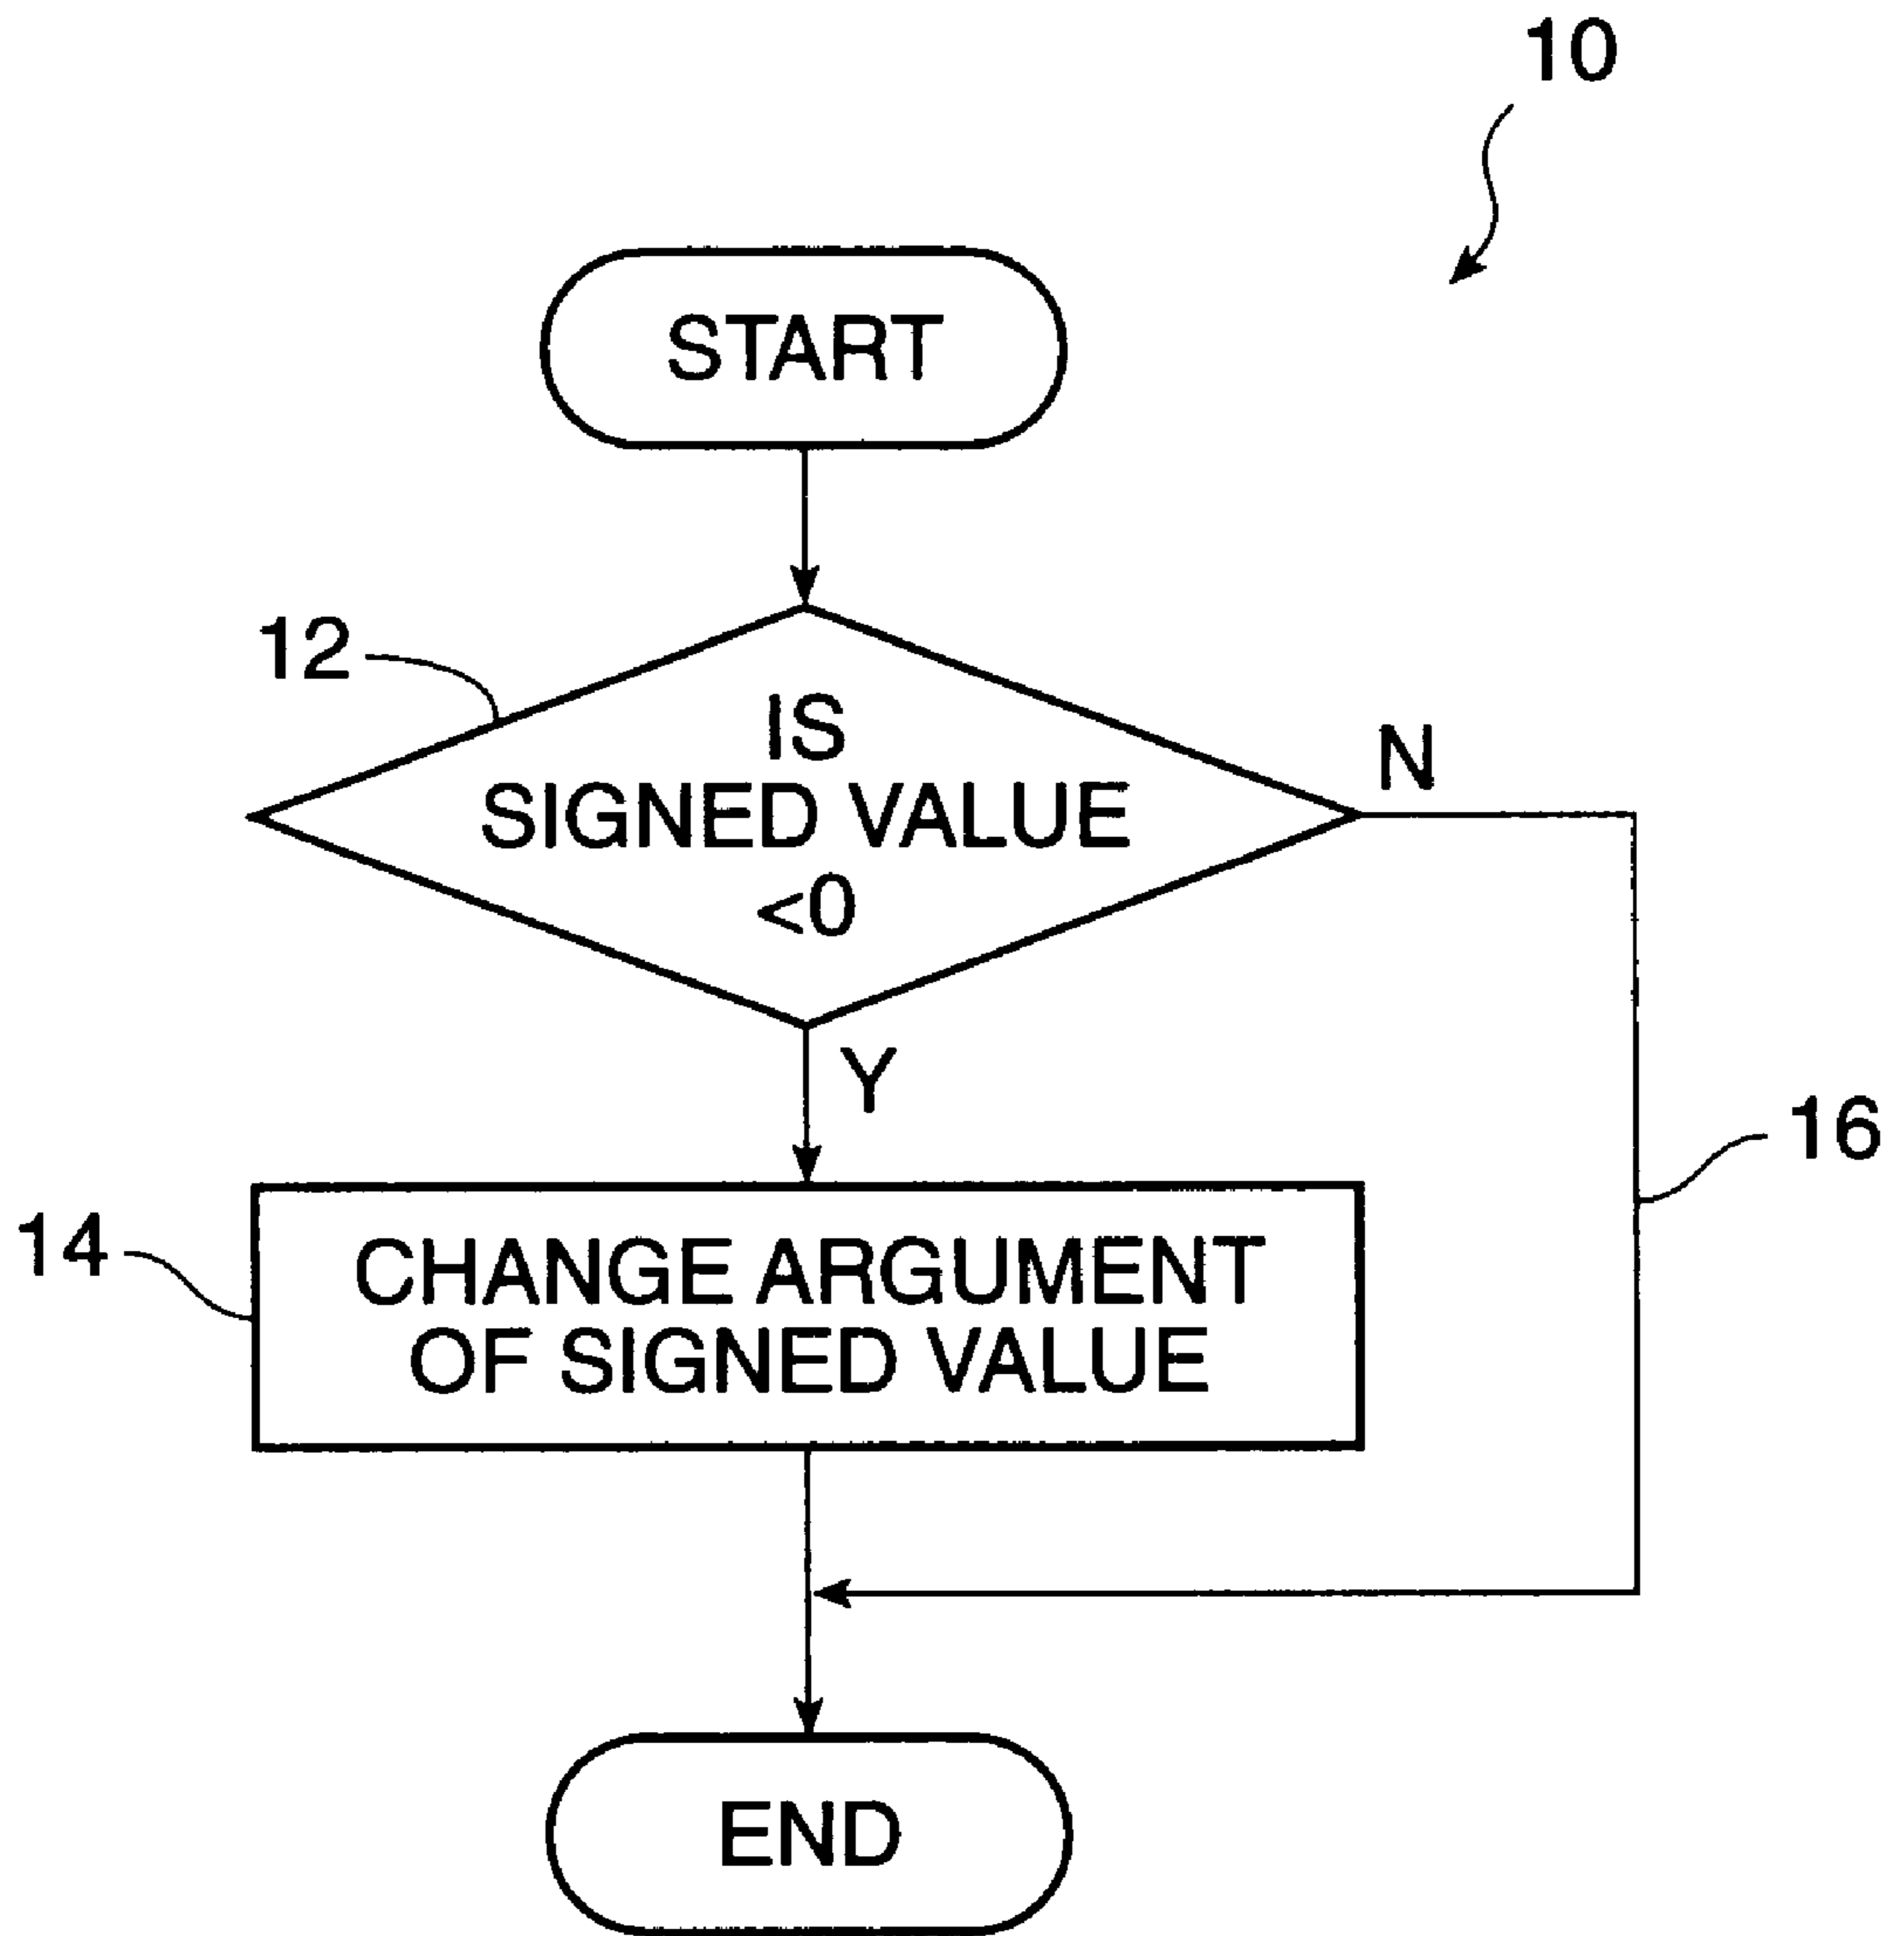 10
START
12
IS
SIGNED VALUE
<0
N
Y
16
14
CHANGE ARGUMENT
OF SIGNED VALUE
END